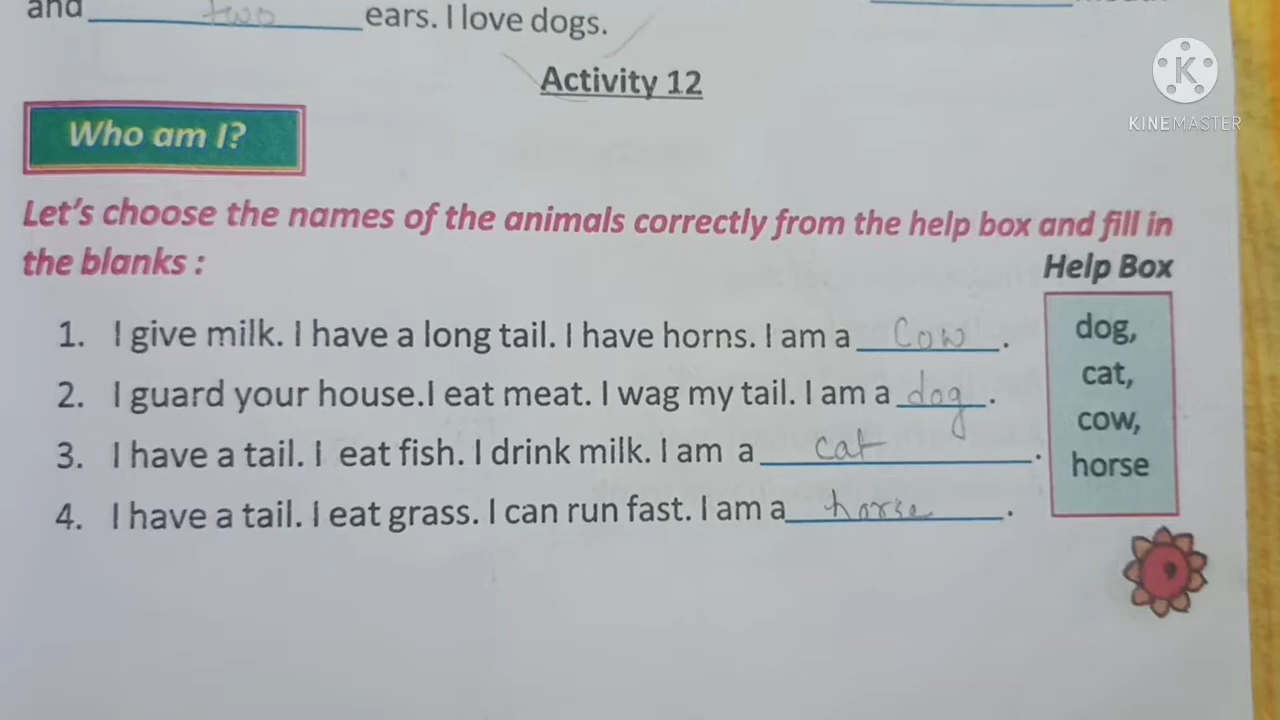 and two ears. I love dogs.
Activity 12
K
KINEMASTER
Who am I?
Let's choose the names of the animals correctly from the help box and fill in
the blanks :
Help Box
1. I give milk. I have a long tail. I have horns. I am a Cow.
2. I guard your house.I eat meat. I wag my tail. I am a dog.
3. I have a tail. I eat fish. I drink milk. I am a cat.
4. I have a tail. I eat grass. I can run fast. I am a horse.
dog,
cat,
cow,
horse